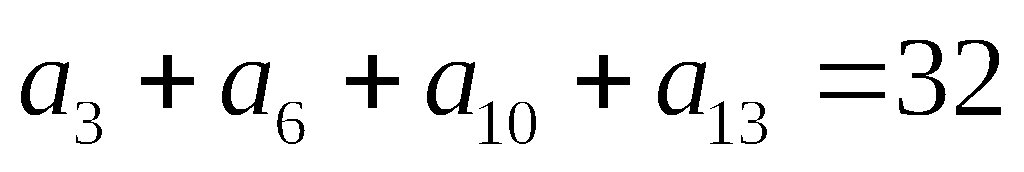 a₃ + a₆ + a₁₀ + a₁₃ =32